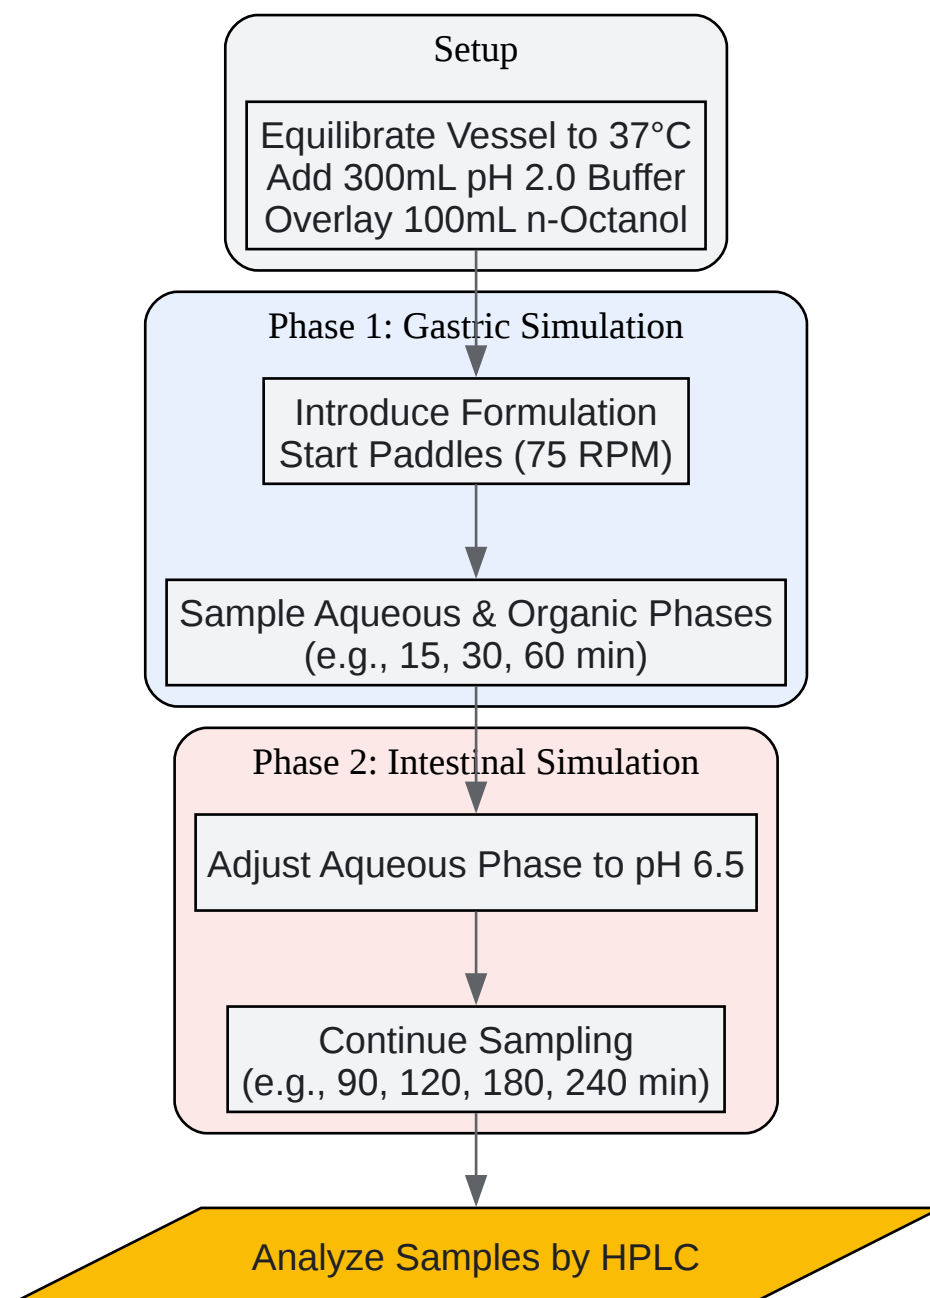 Setup
Equilibrate Vessel to 37°C
Add 300mL pH 2.0 Buffer
Overlay 100mL n-Octanol
Phase 1: Gastric Simulation
Introduce Formulation
Start Paddles (75 RPM)
Sample Aqueous & Organic Phases
(e.g., 15, 30, 60 min)
Phase 2: Intestinal Simulation
Adjust Aqueous Phase to pH 6.5
Continue Sampling
(e.g., 90, 120, 180, 240 min)
Analyze Samples by HPLC